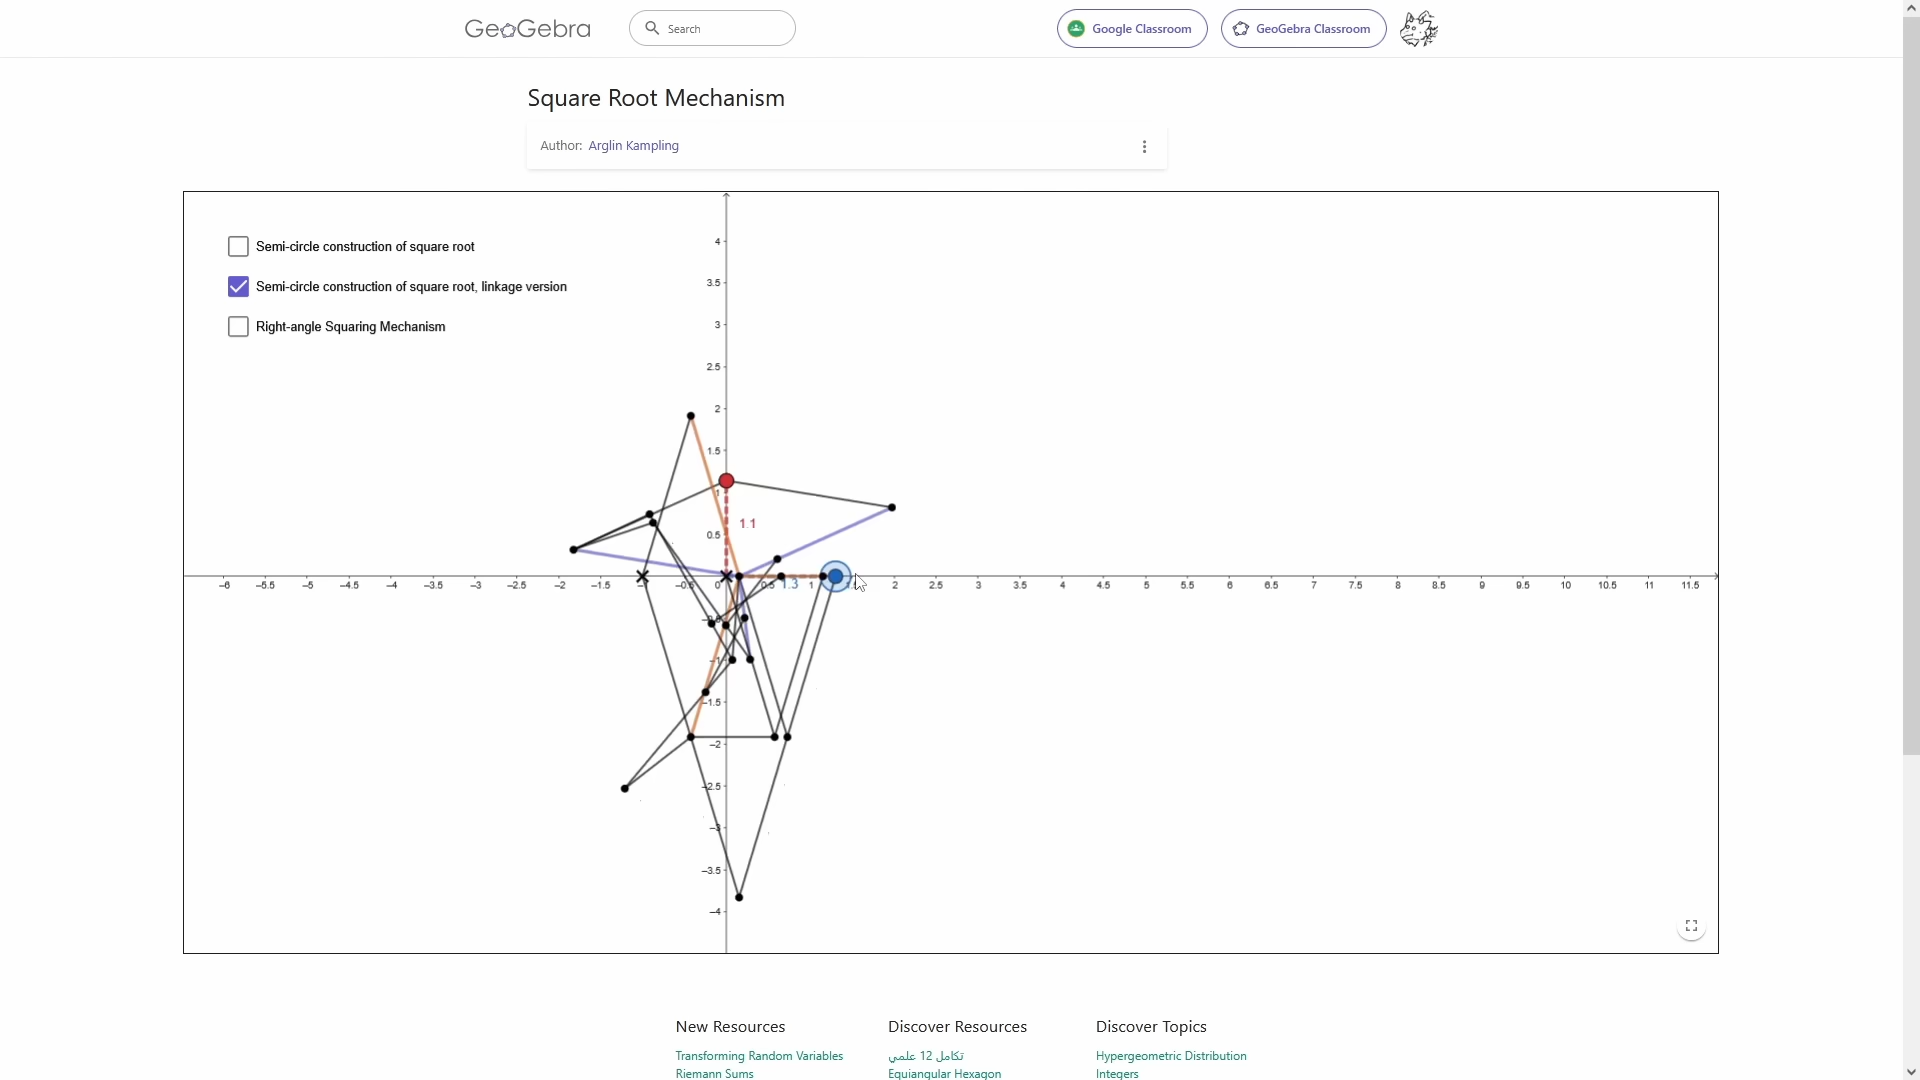 GeoGebra
Search
Google Classroom
GeoGebra Classroom
Square Root Mechanism
Author: Arglin Kampling
Semi-circle construction of square root
Semi-circle construction of square root, linkage version
Right-angle Squaring Mechanism
4
3.5
3
2.5
2
1.5
1
0.5
1.1
1.3
–6 –5.5 –5 –4.5 –4 –3.5 –3 –2.5 –2 –1.5 –0.5 0 0.5 1 2 2.5 3 3.5 4 4.5 5 5.5 6 6.5 7 7.5 8 8.5 9 9.5 10 10.5 11 11.5
–1
–1.5
–2
–2.5
–3
–3.5
–4
New Resources
Transforming Random Variables
Riemann Sums
Discover Resources
تكامل 12 علمي
Equiangular Hexagon
Discover Topics
Hypergeometric Distribution
Integers